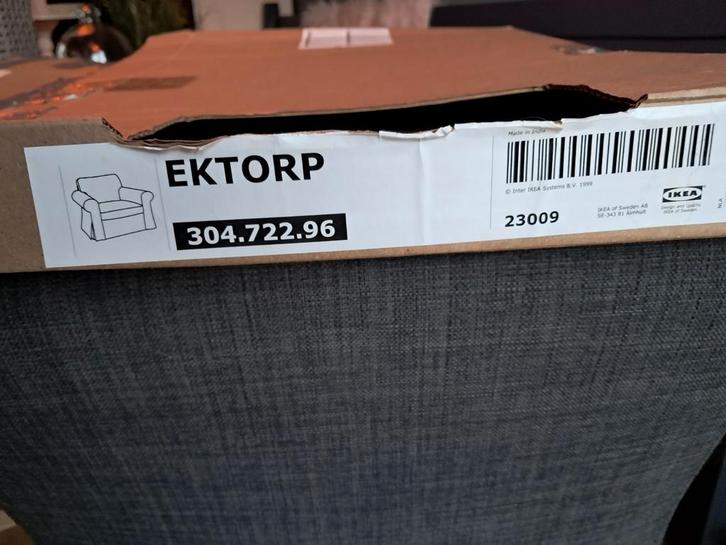 EKTORP
304.722.96
Made in India
© Inter IKEA Systems B.V. 1999
23009
IKEA of Sweden AB
SE-343 81 Älmhult
IKEA
Design and Quality
IKEA of Sweden